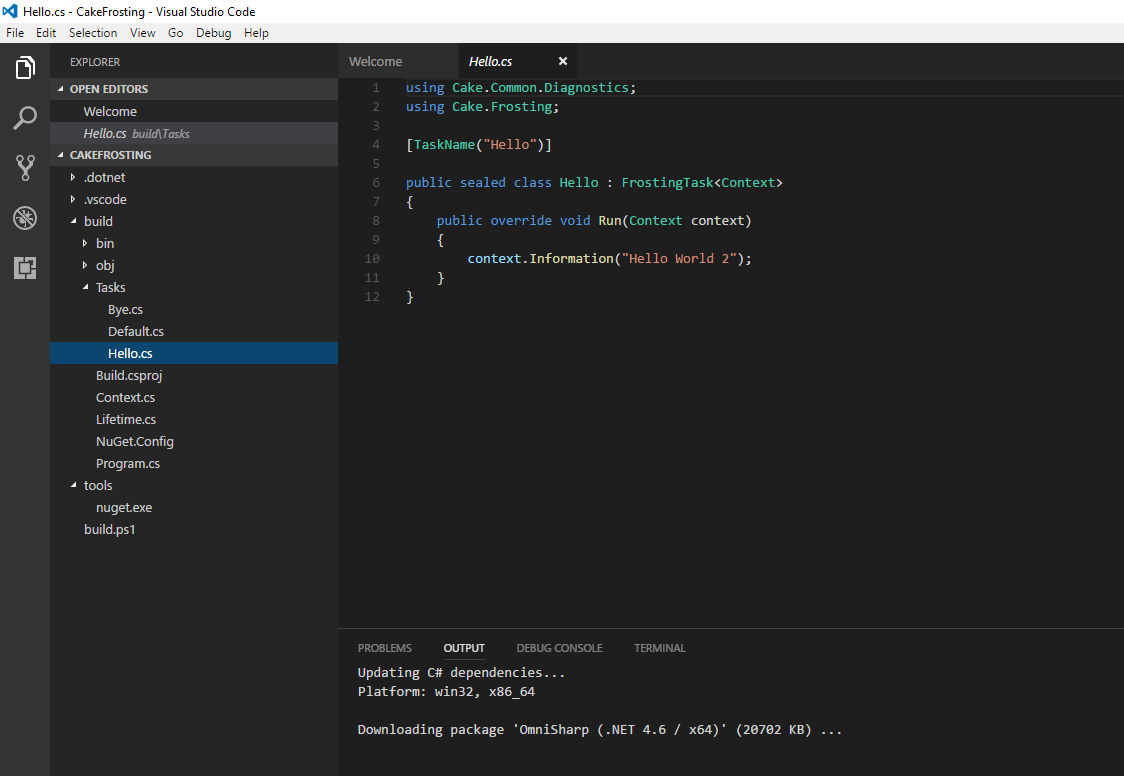 Hello.cs - CakeFrosting - Visual Studio Code
File Edit Selection View Go Debug Help
EXPLORER
OPEN EDITORS
Welcome
Hello.cs build\Tasks
CAKEFROSTING
.dotnet
.vscode
build
bin
obj
Tasks
Bye.cs
Default.cs
Hello.cs
Build.csproj
Context.cs
Lifetime.cs
NuGet.Config
Program.cs
tools
nuget.exe
build.ps1
Welcome Hello.cs ×
1 using Cake.Common.Diagnostics;
2 using Cake.Frosting;
3
4 [TaskName("Hello")]
5
6 public sealed class Hello : FrostingTask<Context>
7 {
8     public override void Run(Context context)
9     {
10         context.Information("Hello World 2");
11     }
12 }
PROBLEMS OUTPUT DEBUG CONSOLE TERMINAL
Updating C# dependencies...
Platform: win32, x86_64
Downloading package 'OmniSharp (.NET 4.6 / x64)' (20702 KB) ...